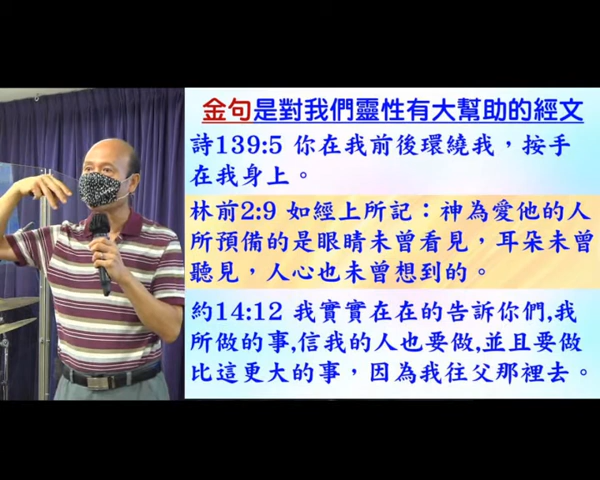 金句是對我們靈性有大幫助的經文
詩139:5 你在我前後環繞我，按手
在我身上。
林前2:9 如經上所記：神為愛他的人
所預備的是眼睛未曾看見，耳朵未曾
聽見，人心也未曾想到的。
約14:12 我實實在在的告訴你們,我
所做的事,信我的人也要做,並且要做
比這更大的事，因為我往父那裡去。